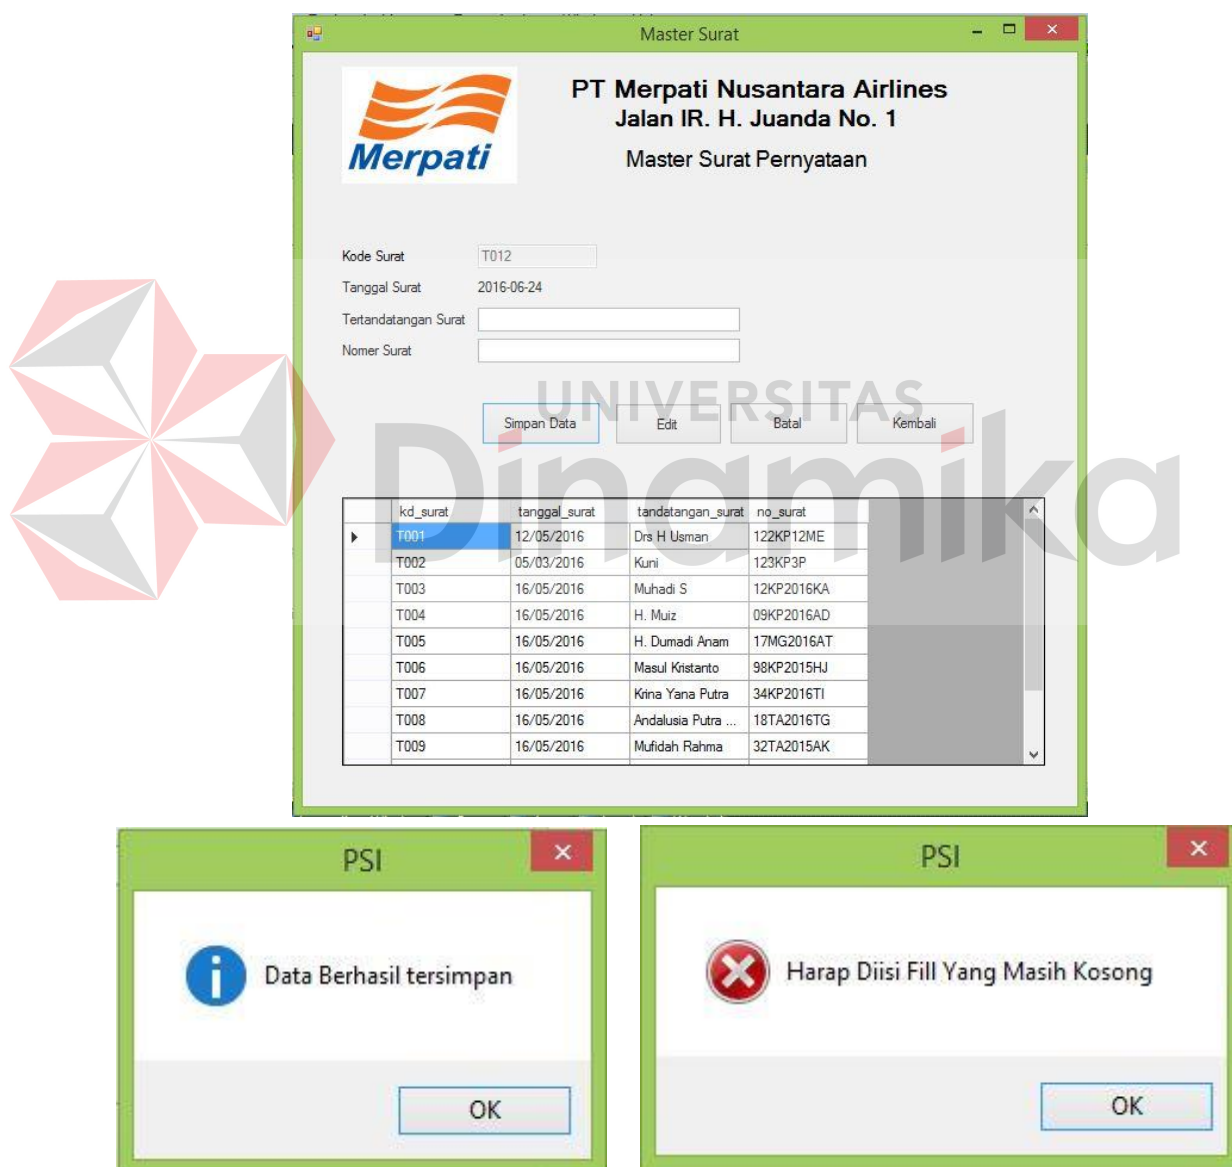 Master Surat
Merpati
PT Merpati Nusantara Airlines
Jalan IR. H. Juanda No. 1
Master Surat Pernyataan
Kode Surat T012
Tanggal Surat 2016-06-24
Tertandatangan Surat
Nomer Surat
UNIVERSITAS
Dinamika
Simpan Data Edit Batal Kembali
kd_surat tanggal_surat tandatangan_surat no_surat
T001 12/05/2016 Drs H Usman 122KP12ME
T002 05/03/2016 Kuni 123KP3P
T003 16/05/2016 Muhadi S 12KP2016KA
T004 16/05/2016 H. Muiz 09KP2016AD
T005 16/05/2016 H. Dumadi Anam 17MG2016AT
T006 16/05/2016 Masul Kristanto 98KP2015HJ
T007 16/05/2016 Krina Yana Putra 34KP2016TI
T008 16/05/2016 Andalusia Putra ... 18TA2016TG
T009 16/05/2016 Mufidah Rahma 32TA2015AK
PSI
Data Berhasil tersimpan
OK
PSI
Harap Diisi Fill Yang Masih Kosong
OK